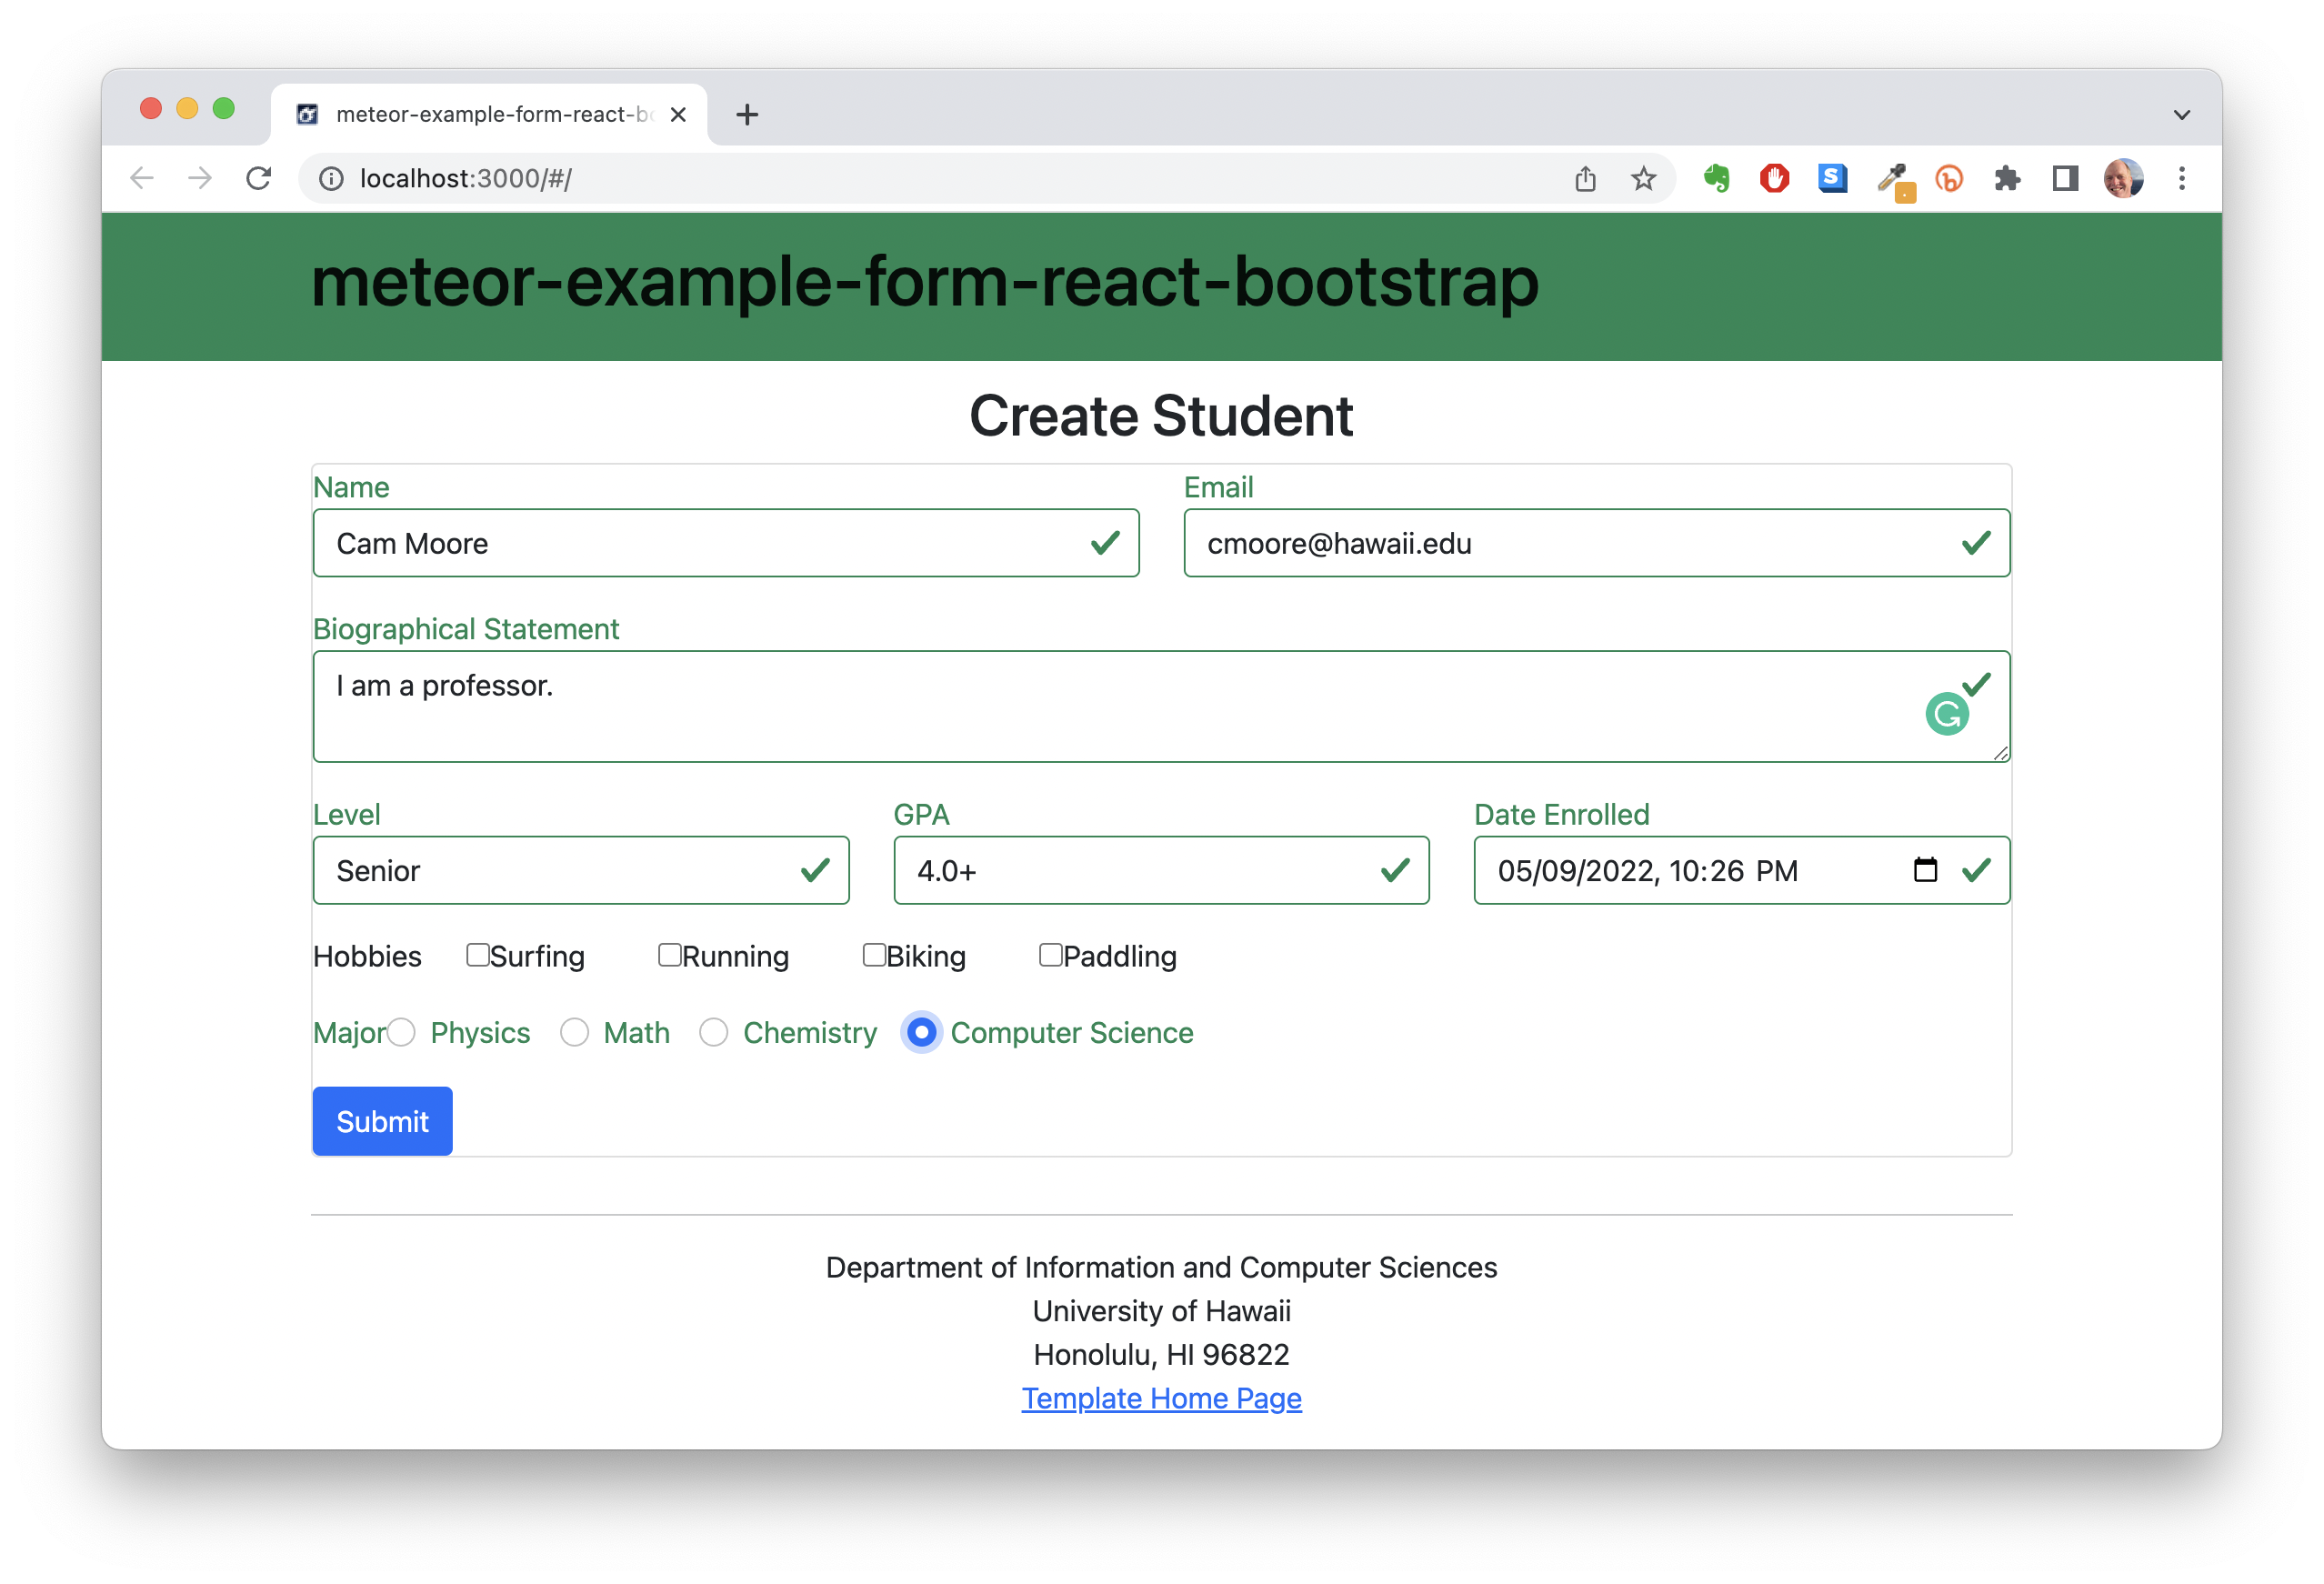 meteor-example-form-react-bo
localhost:3000/#/
meteor-example-form-react-bootstrap
Create Student
Name Email
Cam Moore cmoore@hawaii.edu
Biographical Statement
I am a professor.
Level GPA Date Enrolled
Senior 4.0+ 05/09/2022, 10:26 PM
Hobbies Surfing Running Biking Paddling
Major Physics Math Chemistry Computer Science
Submit
Department of Information and Computer Sciences
University of Hawaii
Honolulu, HI 96822
Template Home Page